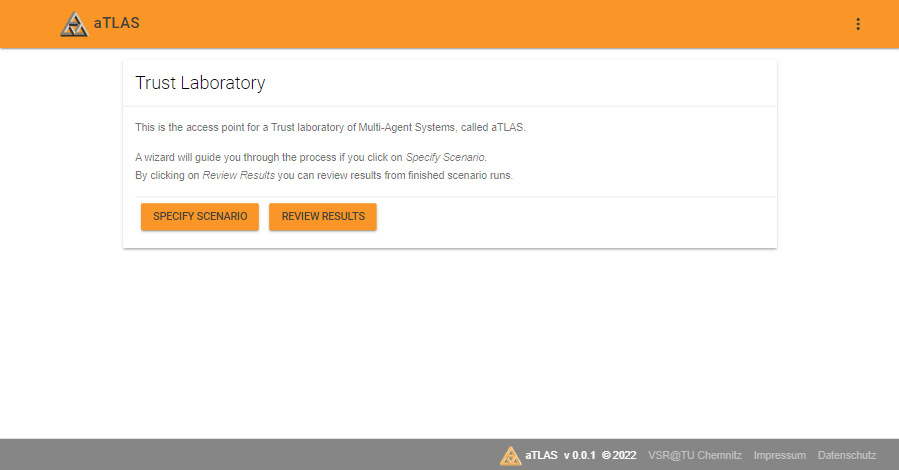 aTLAS
Trust Laboratory
This is the access point for a Trust laboratory of Multi-Agent Systems, called aTLAS.
A wizard will guide you through the process if you click on Specify Scenario.
By clicking on Review Results you can review results from finished scenario runs.
SPECIFY SCENARIO REVIEW RESULTS
aTLAS v 0.0.1 © 2022 VSR@TU Chemnitz Impressum Datenschutz